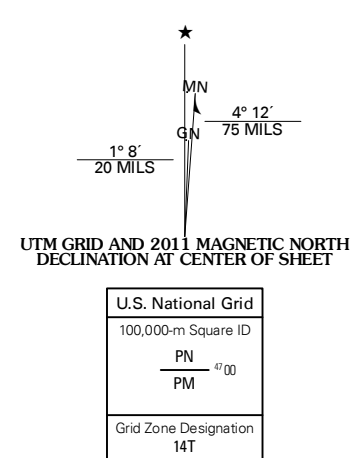 MN
4° 12´
GN
75 MILS
1° 8´
20 MILS
UTM GRID AND 2011 MAGNETIC NORTH
DECLINATION AT CENTER OF SHEET
U.S. National Grid
100,000-m Square ID
PN
4700
PM
Grid Zone Designation
14T